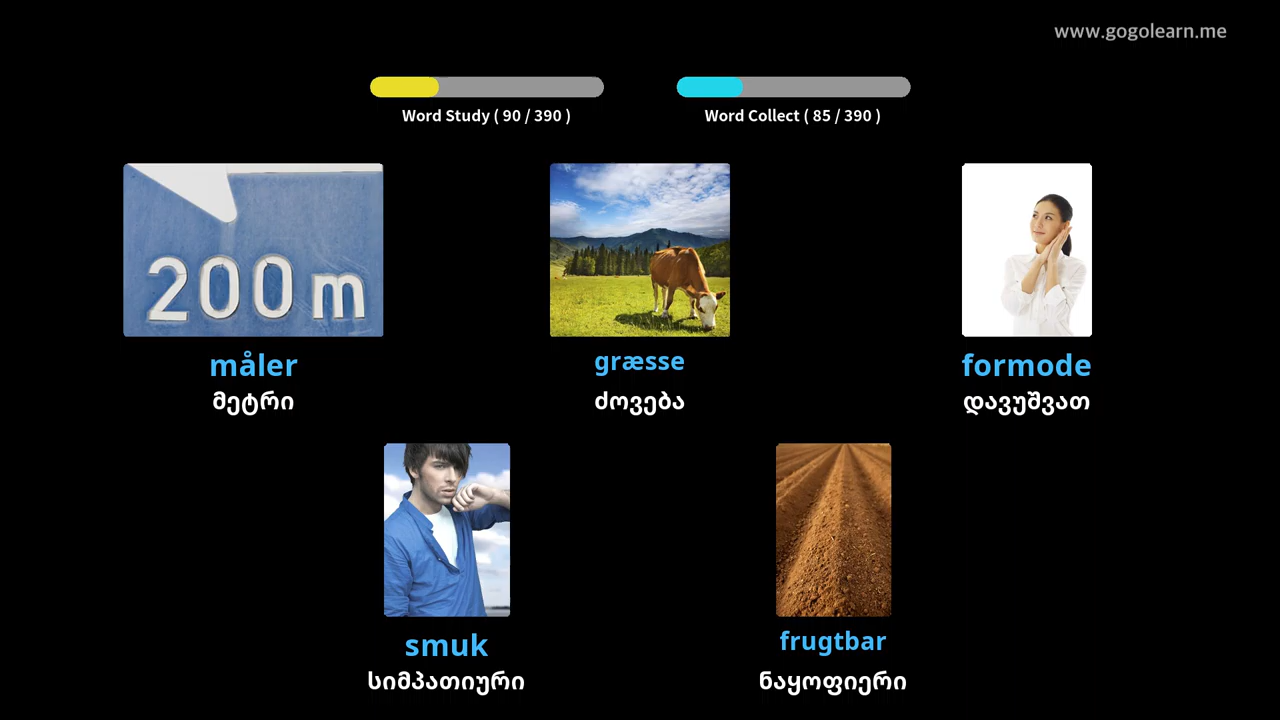 www.gogolearn.me
Word Study ( 90 / 390 )
Word Collect ( 85 / 390 )
200 m
måler
მეტრი
græsse
ძოვება
formode
დავუშვათ
smuk
სიმპათიური
frugtbar
ნაყოფიერი